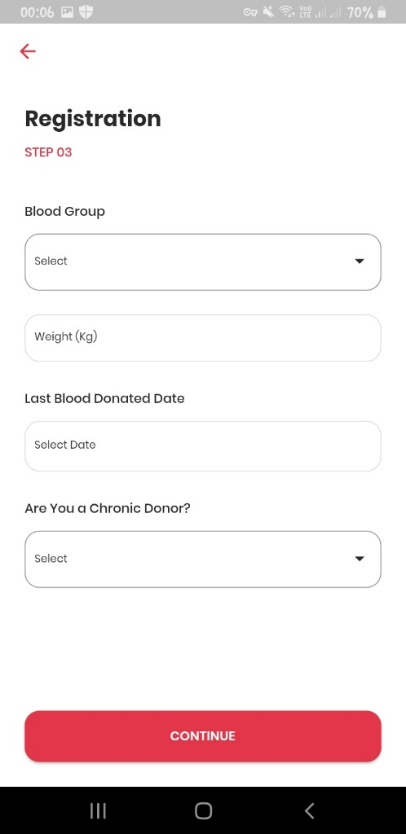 00:06 70%
Registration
STEP 03
Blood Group
Select
Weight (Kg)
Last Blood Donated Date
Select Date
Are You a Chronic Donor?
Select
CONTINUE